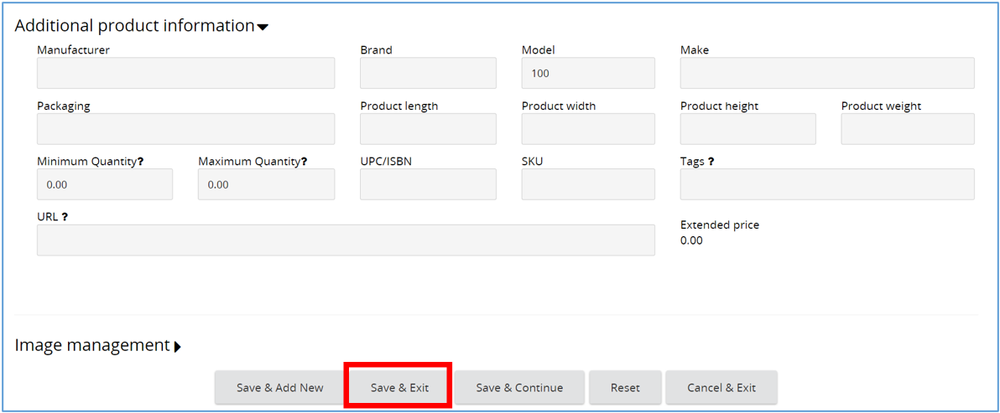 Additional product information
Manufacturer Brand Model Make
100
Packaging Product length Product width Product height Product weight
Minimum Quantity? Maximum Quantity? UPC/ISBN SKU Tags ?
0.00 0.00
URL ?
Extended price
0.00
Image management
Save & Add New Save & Exit Save & Continue Reset Cancel & Exit